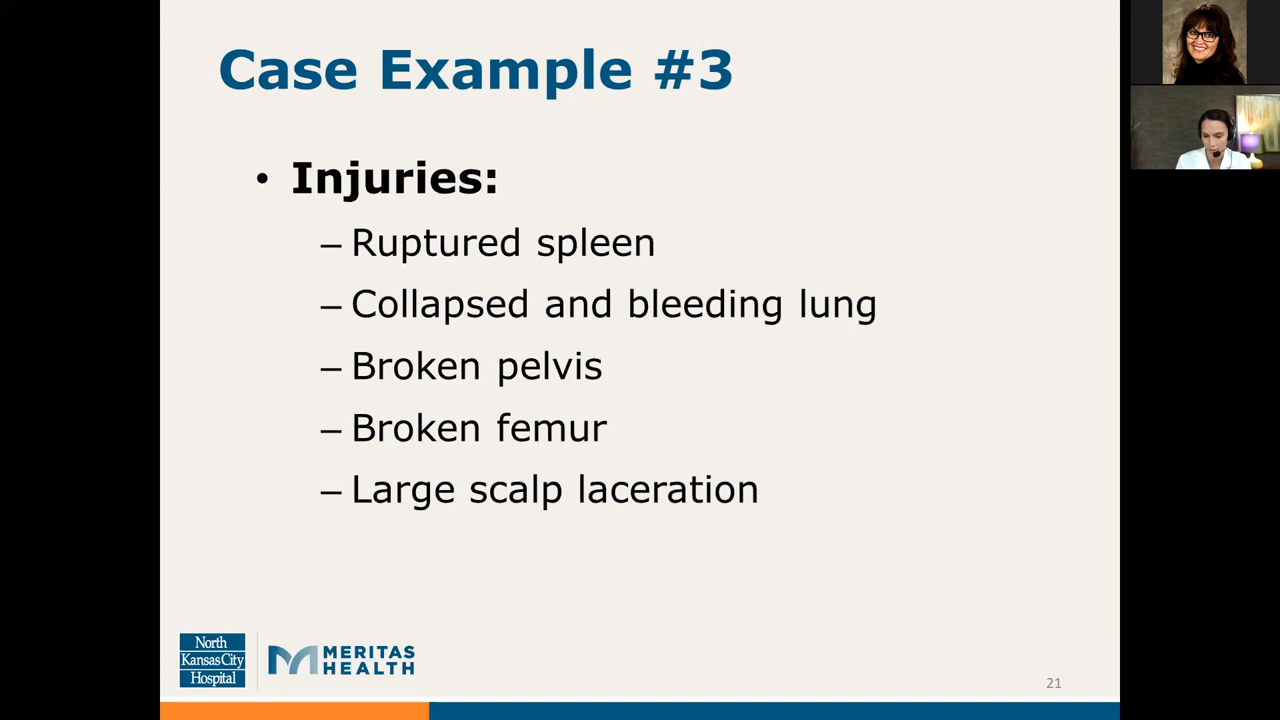 Case Example #3
• Injuries:
– Ruptured spleen
– Collapsed and bleeding lung
– Broken pelvis
– Broken femur
– Large scalp laceration
North
Kansas City
Hospital
MERITAS
HEALTH
21